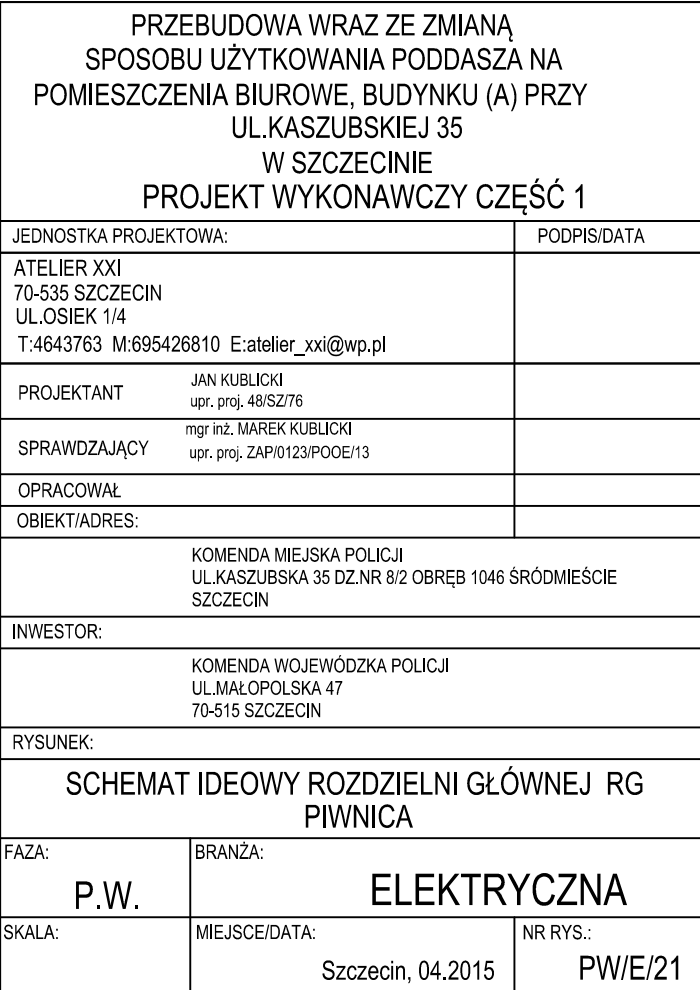 PRZEBUDOWA WRAZ ZE ZMIANĄ
SPOSOBU UŻYTKOWANIA PODDASZA NA
POMIESZCZENIA BIUROWE, BUDYNKU (A) PRZY
UL.KASZUBSKIEJ 35
W SZCZECINIE
PROJEKT WYKONAWCZY CZĘŚĆ 1
JEDNOSTKA PROJEKTOWA: PODPIS/DATA
ATELIER XXI
70-535 SZCZECIN
UL.OSIEK 1/4
T:4643763 M:695426810 E:atelier_xxi@wp.pl
PROJEKTANT JAN KUBLICKI
upr. proj. 48/SZ/76
SPRAWDZAJĄCY mgr inż. MAREK KUBLICKI
upr. proj. ZAP/0123/POOE/13
OPRACOWAŁ
OBIEKT/ADRES:
KOMENDA MIEJSKA POLICJI
UL.KASZUBSKA 35 DZ.NR 8/2 OBRĘB 1046 ŚRÓDMIEŚCIE
SZCZECIN
INWESTOR:
KOMENDA WOJEWÓDZKA POLICJI
UL.MAŁOPOLSKA 47
70-515 SZCZECIN
RYSUNEK:
SCHEMAT IDEOWY ROZDZIELNI GŁÓWNEJ RG
PIWNICA
FAZA: BRANŻA:
P.W. ELEKTRYCZNA
SKALA: MIEJSCE/DATA: NR RYS.:
Szczecin, 04.2015 PW/E/21